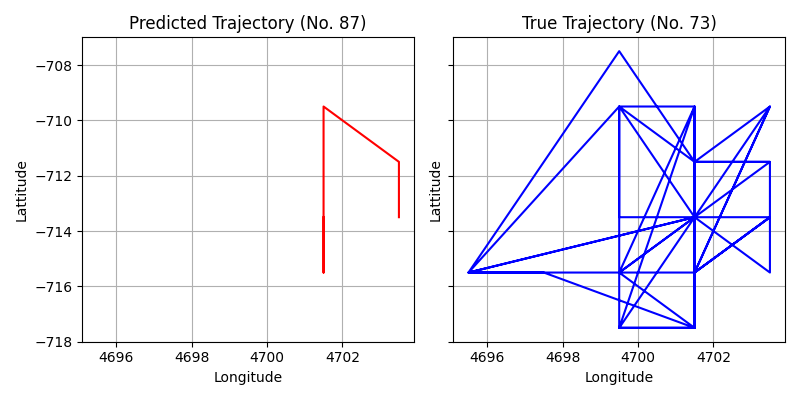 Predicted Trajectory (No. 87)
True Trajectory (No. 73)
Lattitude
−708
−710
−712
−714
−716
−718
4696
4698
4700
4702
Longitude
Lattitude
4696
4698
4700
4702
Longitude